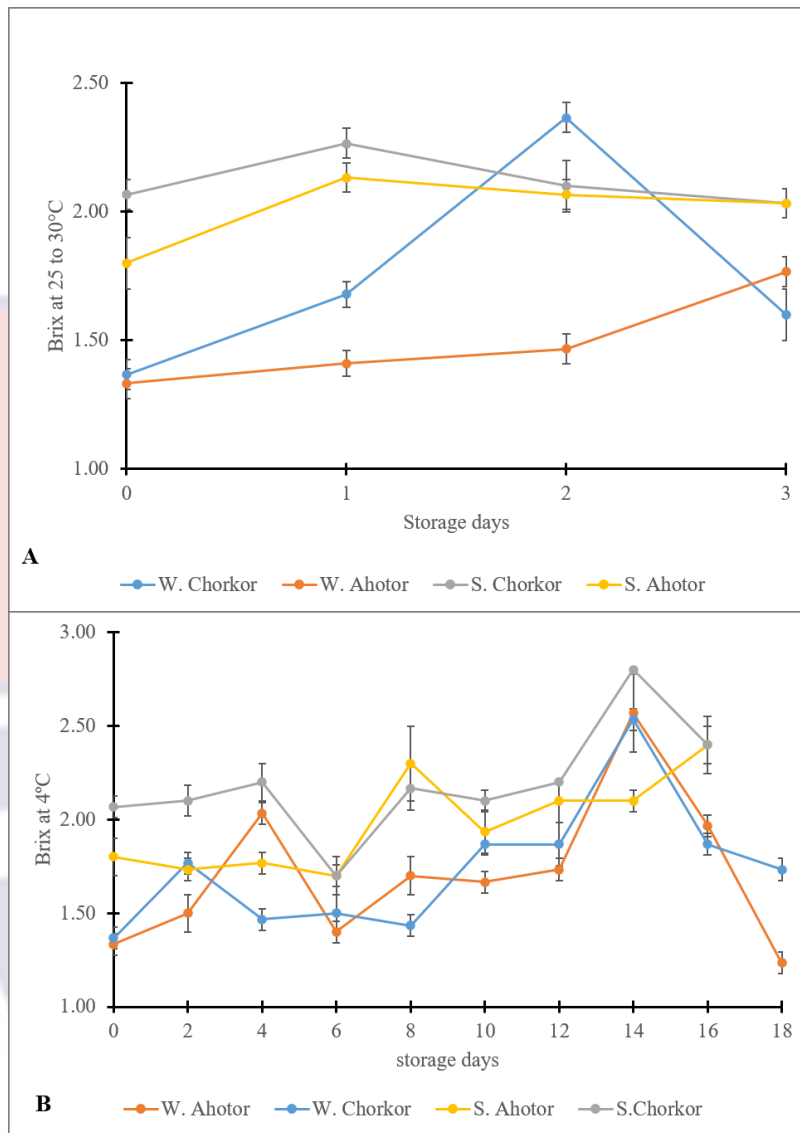 2.50
2.00
1.50
1.00
Brix at 25 to 30°C
0 1 2 3
Storage days
A
W. Chorkor W. Ahotor S. Chorkor S. Ahotor
3.00
2.50
2.00
1.50
1.00
Brix at 4ºC
0 2 4 6 8 10 12 14 16 18
storage days
B
W. Ahotor W. Chorkor S. Ahotor S.Chorkor